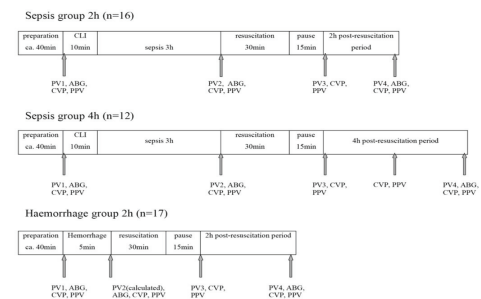 Sepsis group 2h (n=16)
preparation CLI resuscitation pause 2h post-resuscitation
ca. 40min 10min sepsis 3h 30min 15min period
PV1, ABG, PV2, ABG, PV3, CVP, PV4, ABG,
CVP, PPV CVP, PPV PPV CVP, PPV
Sepsis group 4h (n=12)
preparation CLI resuscitation pause
ca. 40min 10min sepsis 3h 30min 15min 4h post-resuscitation period
PV1, ABG, PV2, ABG, PV3, CVP, CVP, PPV PV4, ABG,
CVP, PPV CVP, PPV PPV CVP, PPV
Haemorrhage group 2h (n=17)
preparation Hemorrhage resuscitation pause 2h post-resuscitation period
ca. 40min 5min 30min 15min
PV1, ABG, PV2(calculated), PV3, CVP, PV4, ABG,
CVP, PPV ABG, CVP, PPV PPV CVP, PPV